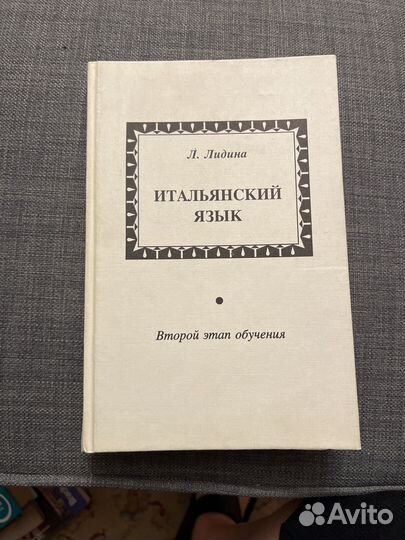 Л. Лидина
ИТАЛЬЯНСКИЙ
ЯЗЫК
Второй этап обучения
Avito